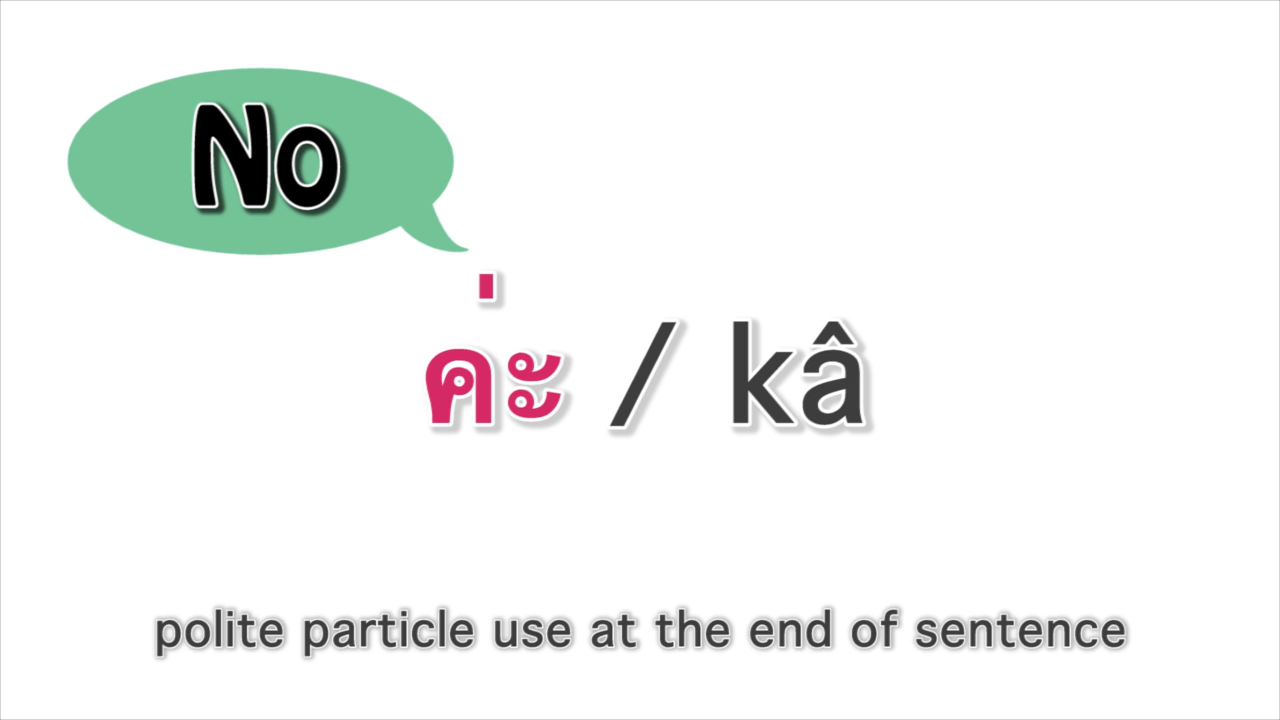 No
ค่ะ / kâ
polite particle use at the end of sentence